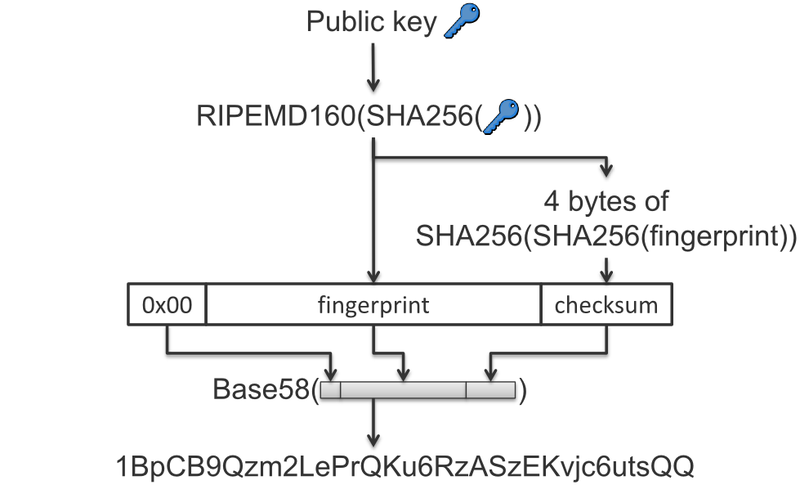 Public key
RIPEMD160(SHA256( ))
4 bytes of
SHA256(SHA256(fingerprint))
0x00 fingerprint checksum
Base58( )
1BpCB9Qzm2LePrQKu6RzASzEKvjc6utsQQ